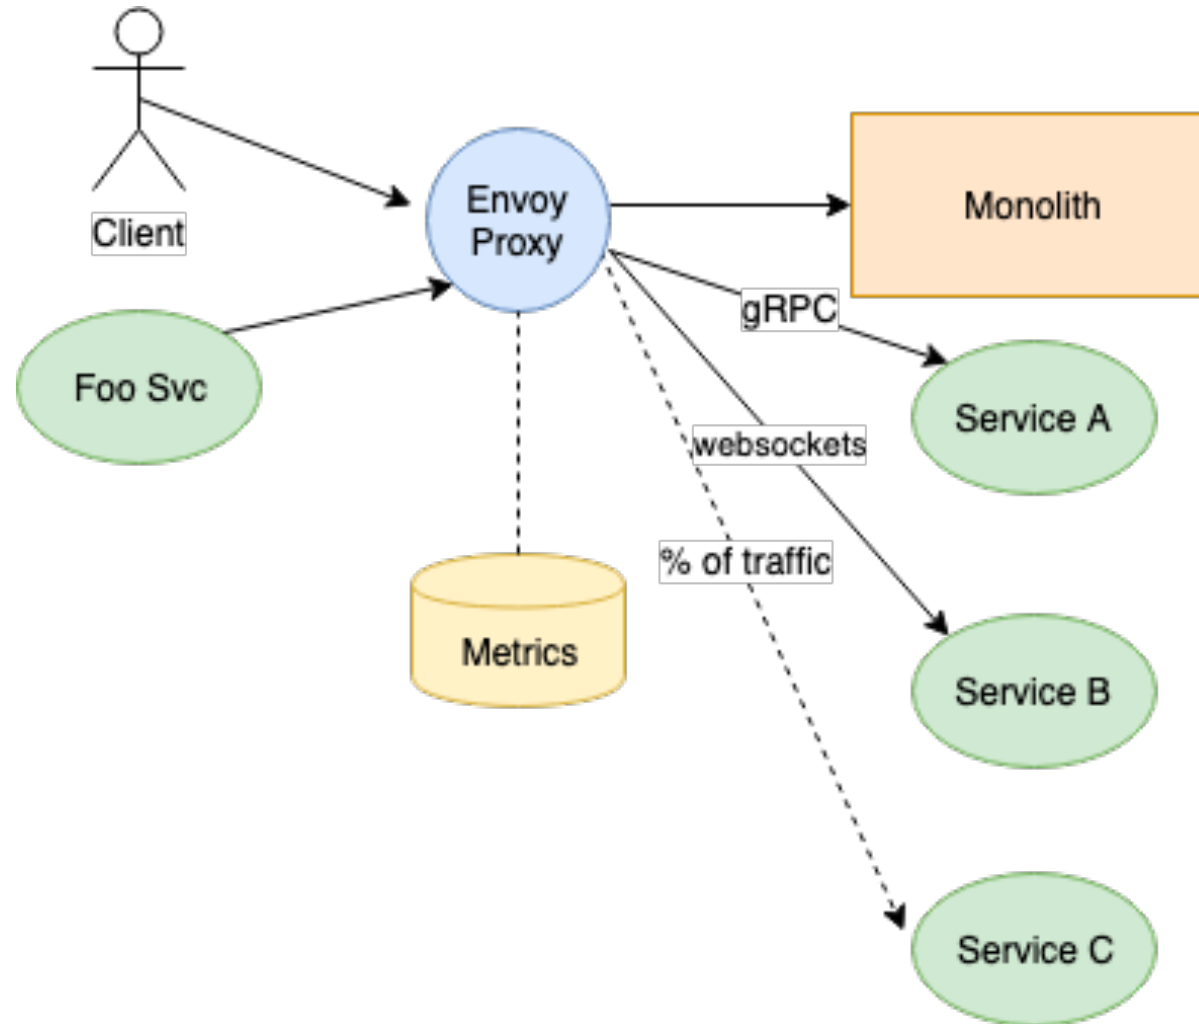 Client
Envoy
Proxy
Monolith
gRPC
Foo Svc
Service A
websockets
% of traffic
Metrics
Service B
Service C